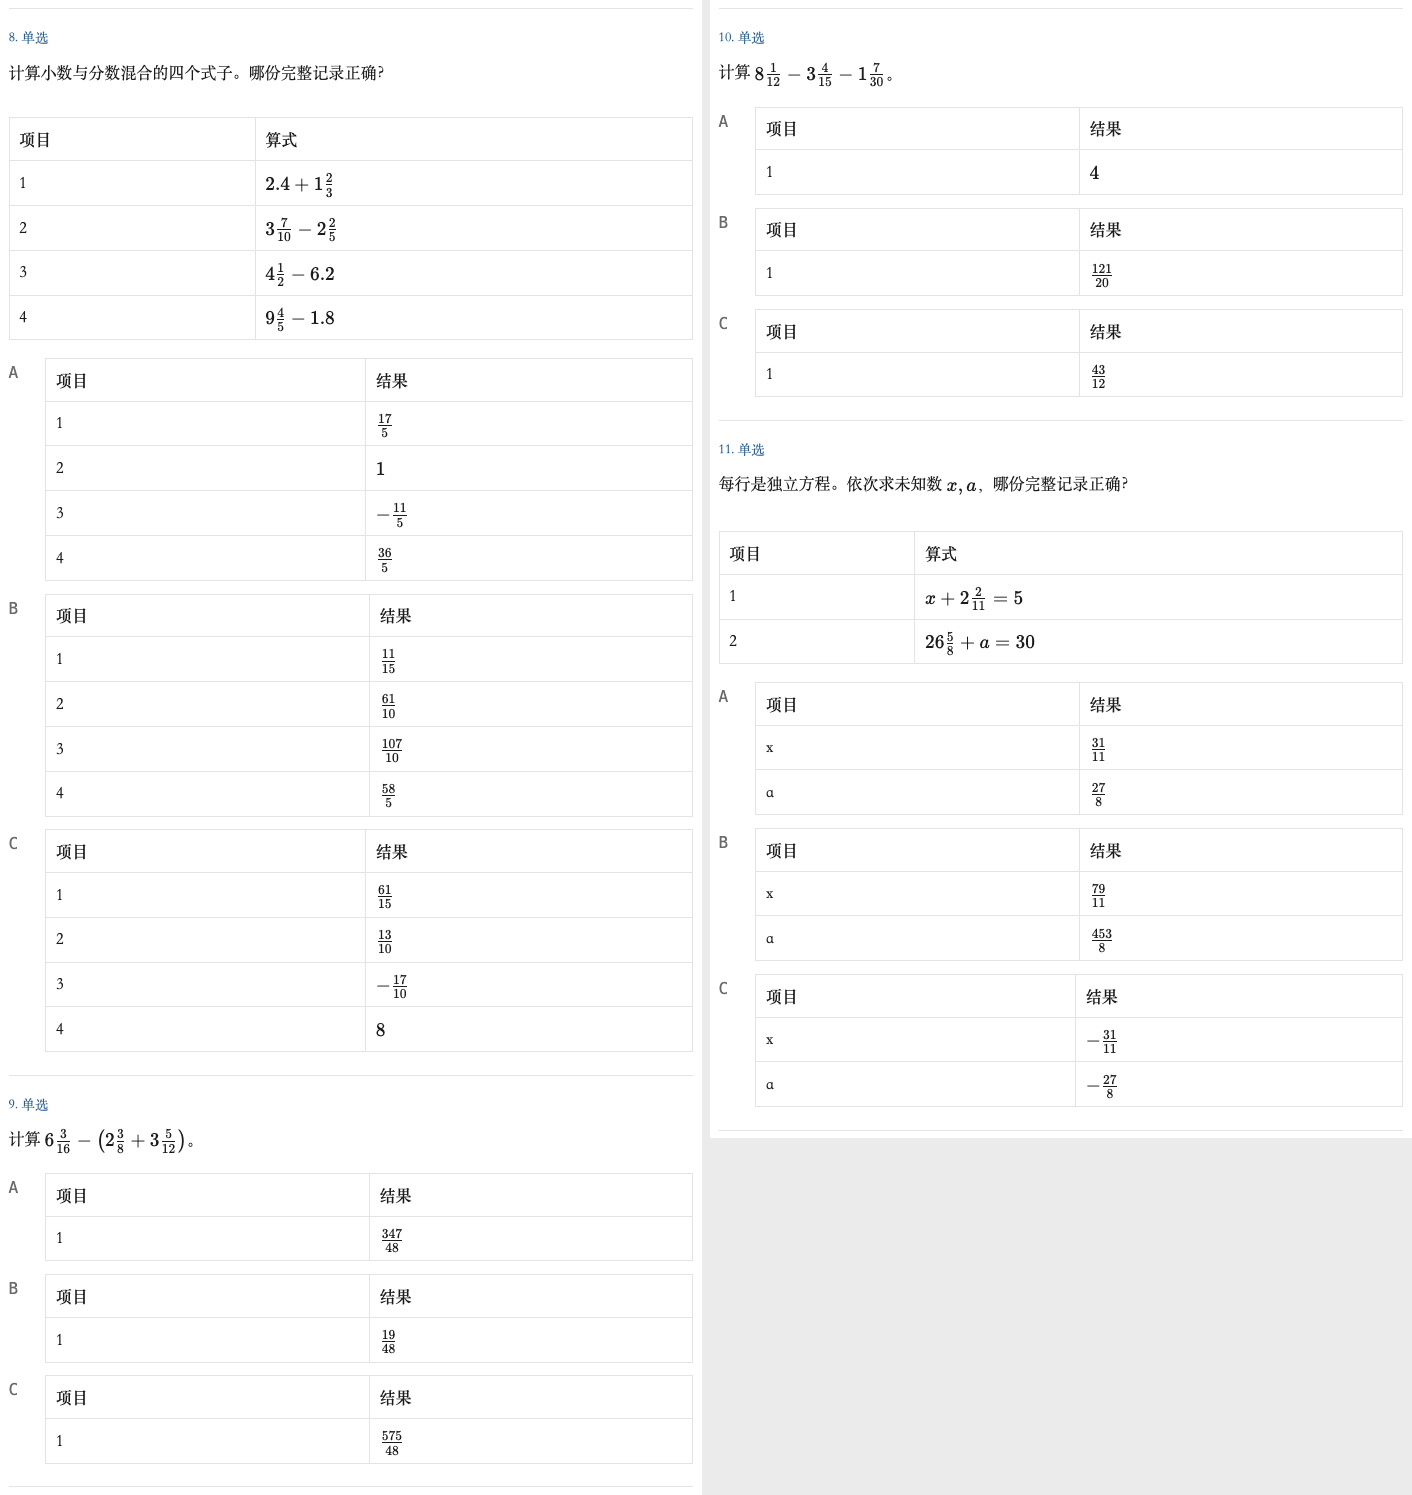 8. 单选
计算小数与分数混合的四个式子。哪份完整记录正确?
项目 算式
1 2.4 + 1 2/3
2 3 7/10 − 2 2/5
3 4 1/2 − 6.2
4 9 4/5 − 1.8
A 项目 结果
1 17/5
2 1
3 −11/5
4 36/5
B 项目 结果
1 11/15
2 61/10
3 107/10
4 58/5
C 项目 结果
1 61/15
2 13/10
3 −17/10
4 8
9. 单选
计算 6 3/16 − (2 3/8 + 3 5/12)。
A 项目 结果
1 347/48
B 项目 结果
1 19/48
C 项目 结果
1 575/48
10. 单选
计算 8 1/12 − 3 4/15 − 1 7/30。
A 项目 结果
1 4
B 项目 结果
1 121/20
C 项目 结果
1 43/12
11. 单选
每行是独立方程。依次求未知数 x, a，哪份完整记录正确?
项目 算式
1 x + 2 2/11 = 5
2 26 5/8 + a = 30
A 项目 结果
x 31/11
a 27/8
B 项目 结果
x 79/11
a 453/8
C 项目 结果
x −31/11
a −27/8